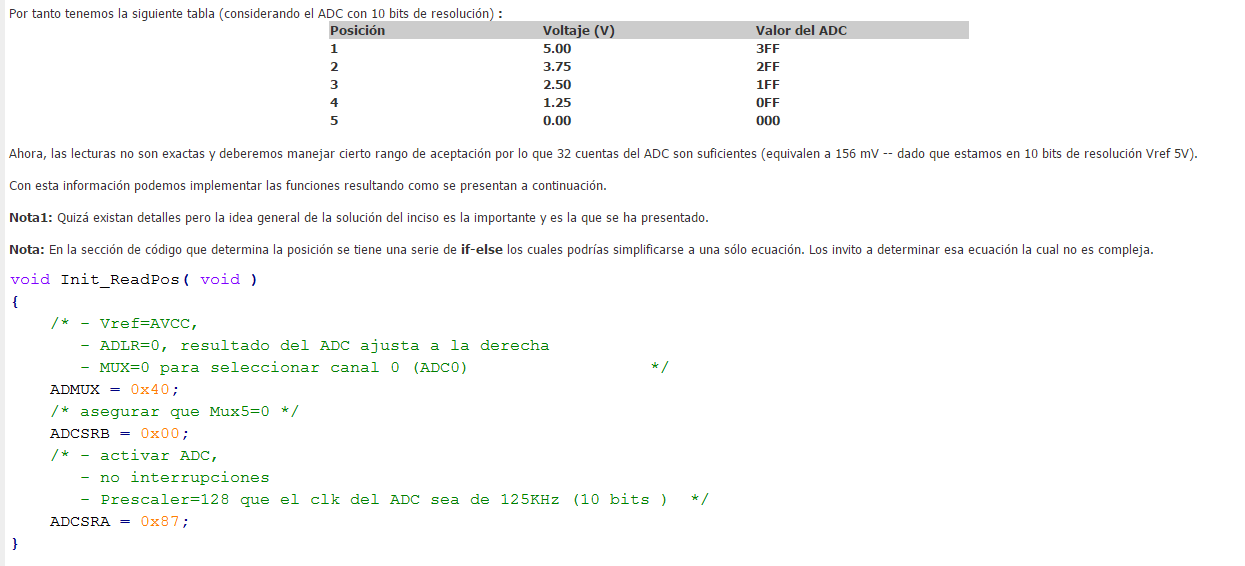 Por tanto tenemos la siguiente tabla (considerando el ADC con 10 bits de resolución) :
Posición Voltaje (V) Valor del ADC
1 5.00 3FF
2 3.75 2FF
3 2.50 1FF
4 1.25 0FF
5 0.00 000
Ahora, las lecturas no son exactas y deberemos manejar cierto rango de aceptación por lo que 32 cuentas del ADC son suficientes (equivalen a 156 mV -- dado que estamos en 10 bits de resolución Vref 5V).
Con esta información podemos implementar las funciones resultando como se presentan a continuación.
Nota1: Quizá existan detalles pero la idea general de la solución del inciso es la importante y es la que se ha presentado.
Nota: En la sección de código que determina la posición se tiene una serie de if-else los cuales podrías simplificarse a una sólo ecuación. Los invito a determinar esa ecuación la cual no es compleja.
void Init_ReadPos( void )
{
/* - Vref=AVCC,
- ADLR=0, resultado del ADC ajusta a la derecha
- MUX=0 para seleccionar canal 0 (ADC0) */
ADMUX = 0x40;
/* asegurar que Mux5=0 */
ADCSRB = 0x00;
/* - activar ADC,
- no interrupciones
- Prescaler=128 que el clk del ADC sea de 125KHz (10 bits ) */
ADCSRA = 0x87;
}